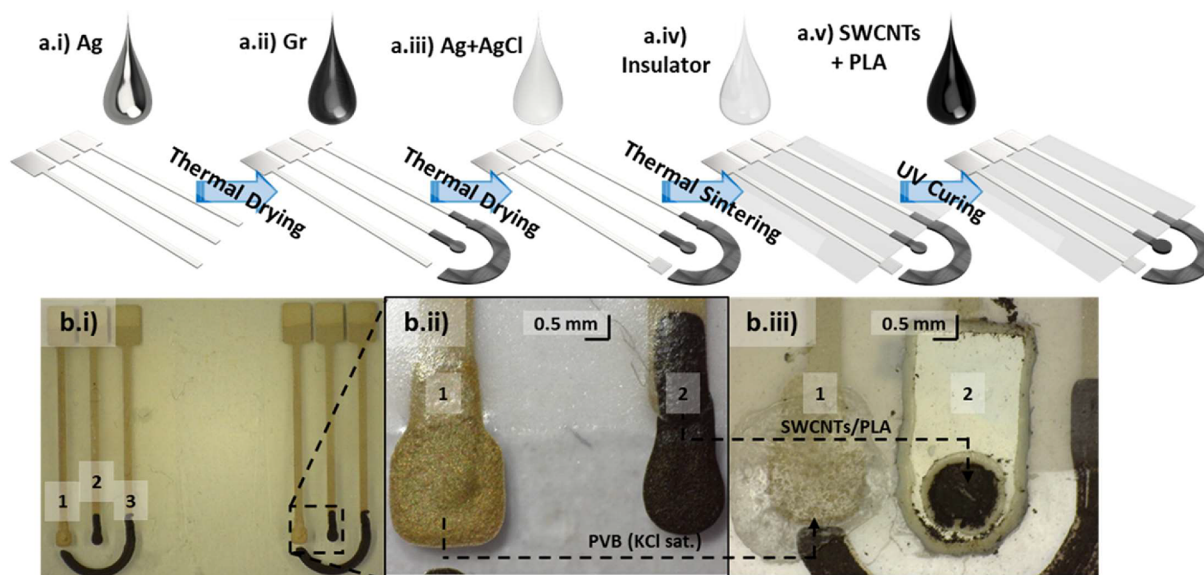 a.i) Ag
a.ii) Gr
a.iii) Ag+AgCl
a.iv)
Insulator
a.v) SWCNTs
+ PLA
Thermal Drying
Thermal Drying
Thermal Sintering
UV Curing
b.i)
1
2
3
b.ii)
0.5 mm
1
2
b.iii)
0.5 mm
1
2
SWCNTs/PLA
PVB (KCl sat.)